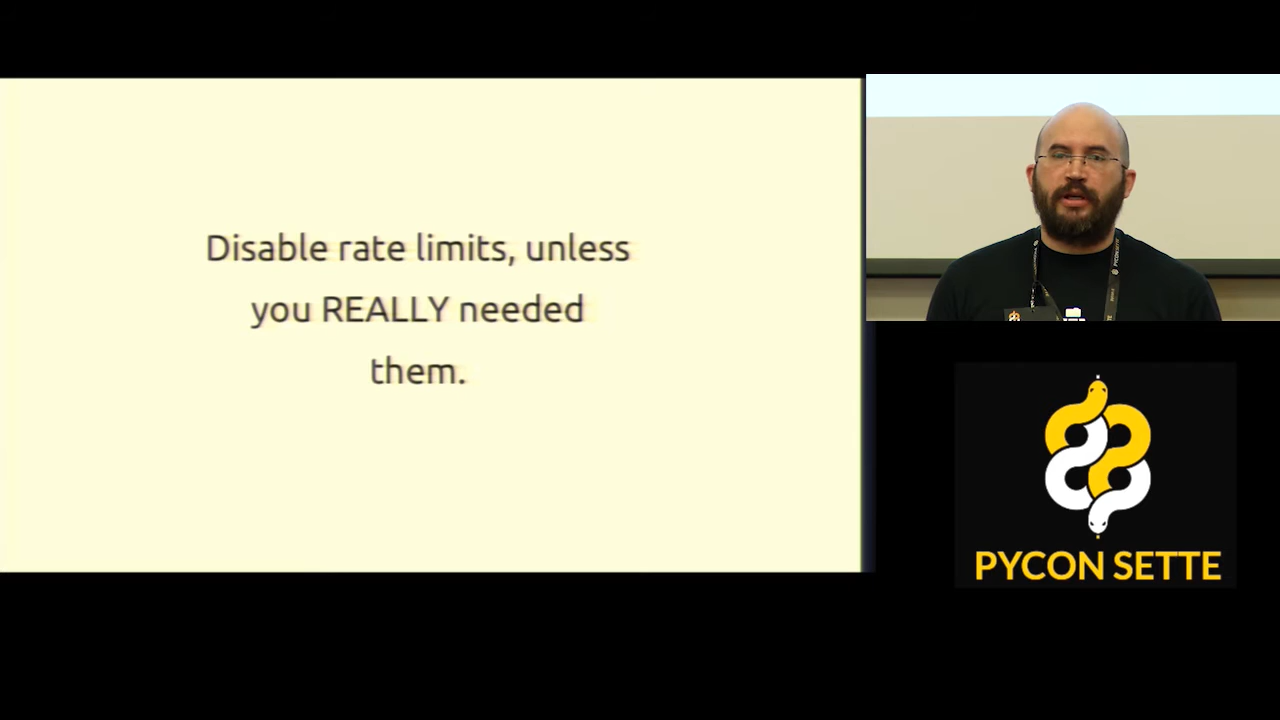 Disable rate limits, unless
you REALLY needed
them.
PYCON SETTE